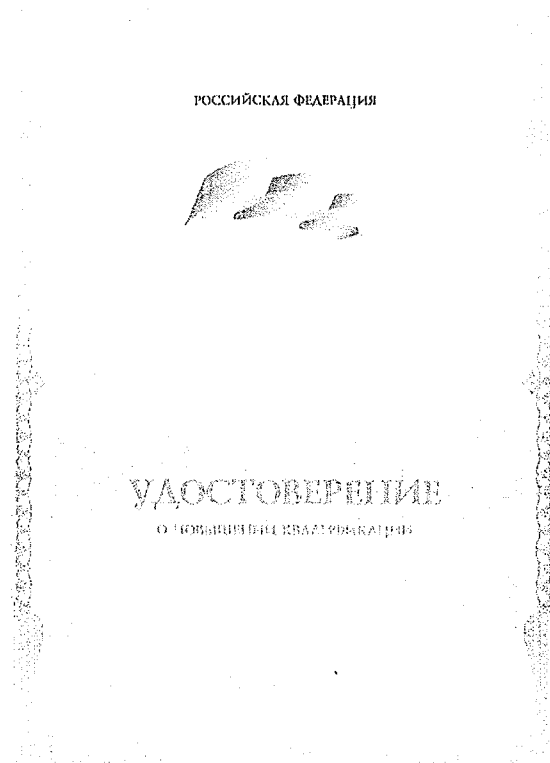 РОССИЙСКАЯ ФЕДЕРАЦИЯ
УДОСТОВЕРЕНИЕ
О ПОВЫШЕНИИ КВАЛИФИКАЦИИ